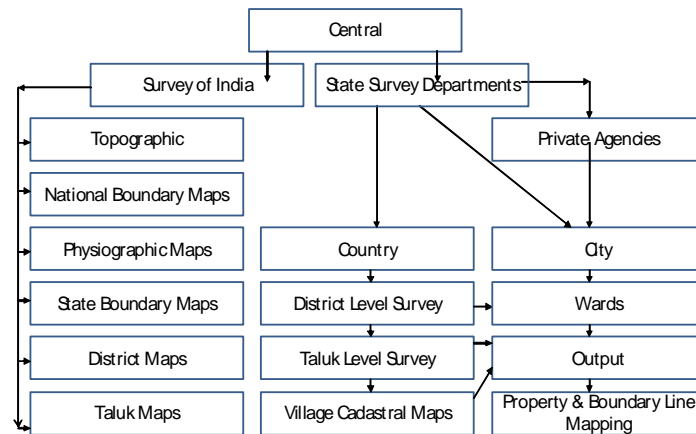 Central
Survey of India
State Survey Departments
Topographic
Private Agencies
National Boundary Maps
Physiographic Maps
Country
City
State Boundary Maps
District Level Survey
Wards
District Maps
Taluk Level Survey
Output
Taluk Maps
Village Cadastral Maps
Property & Boundary Line
Mapping